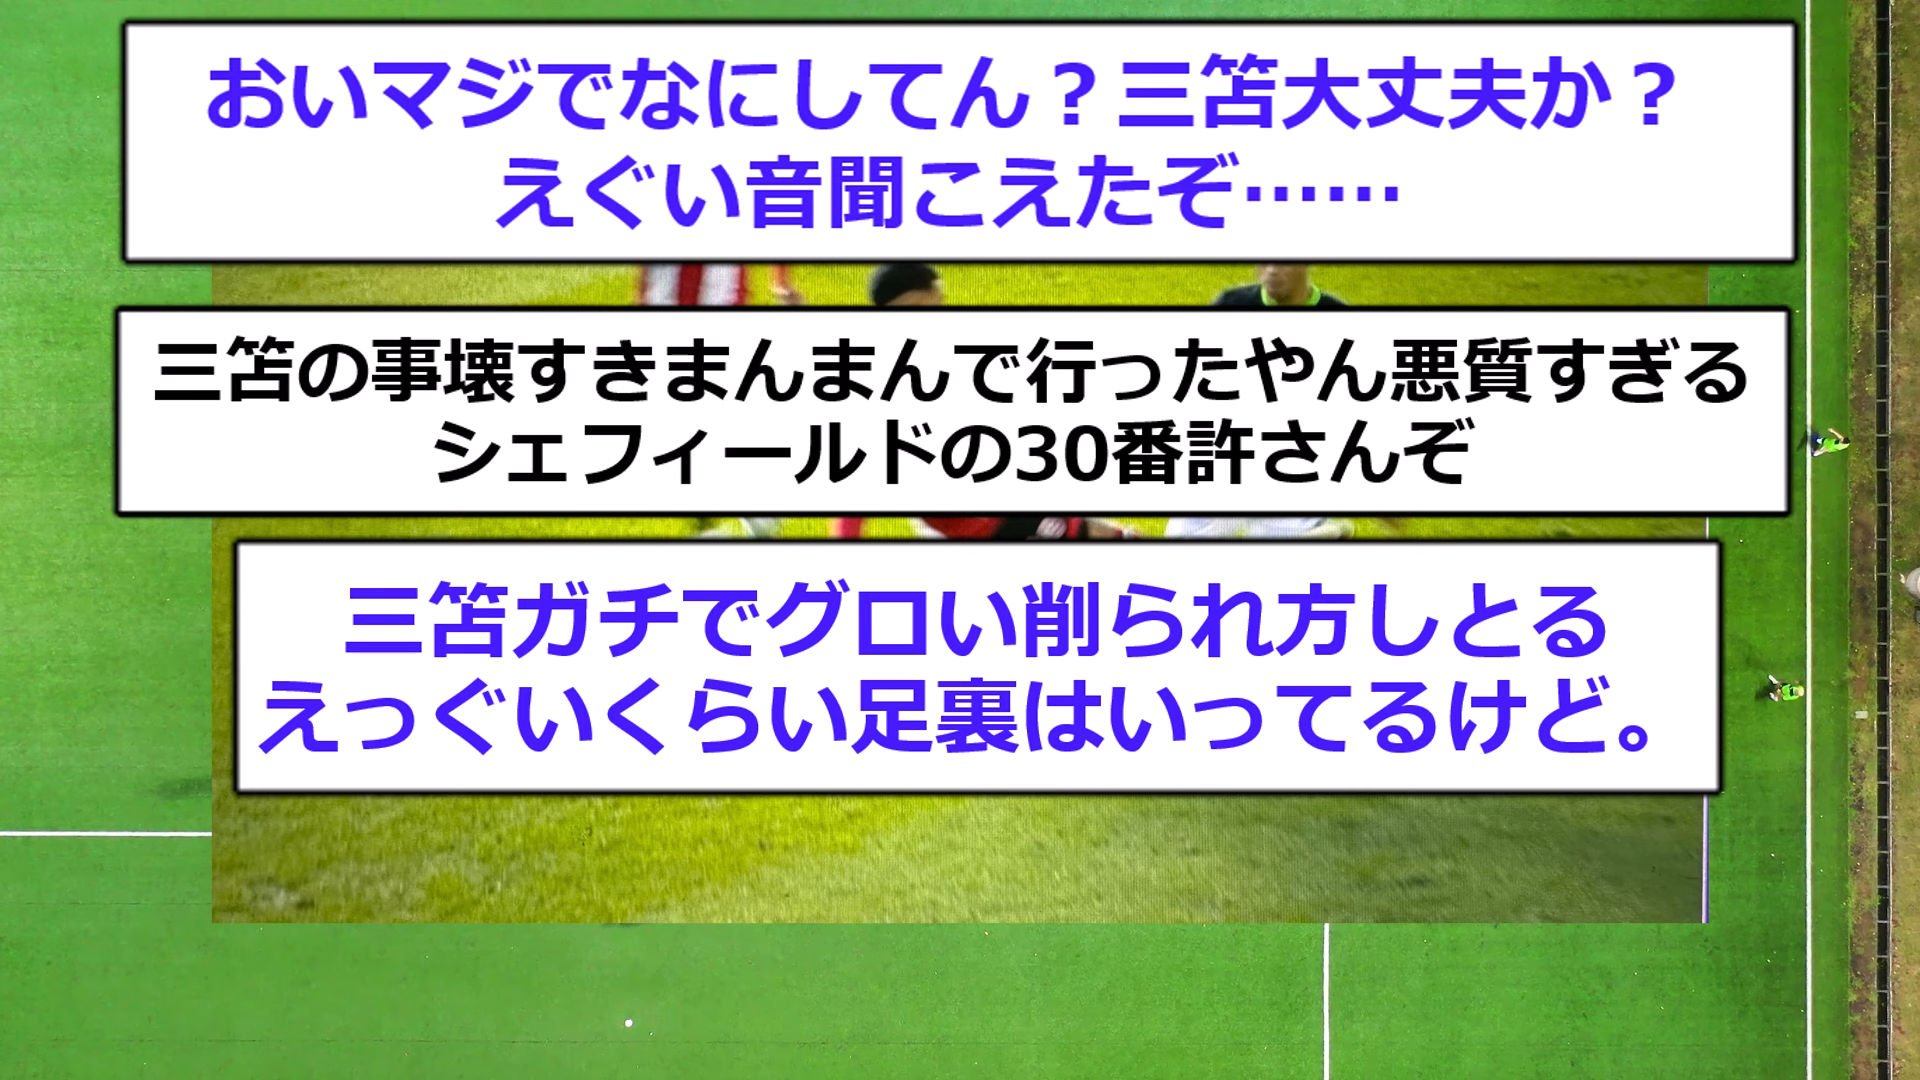 おいマジでなにしてん？三笘大丈夫か？
えぐい音聞こえたぞ……
三笘の事壊すきまんまんで行ったやん悪質すぎる
シェフィールドの30番許さんぞ
三笘ガチでグロい削られ方しとる
えっぐいくらい足裏はいってるけど。